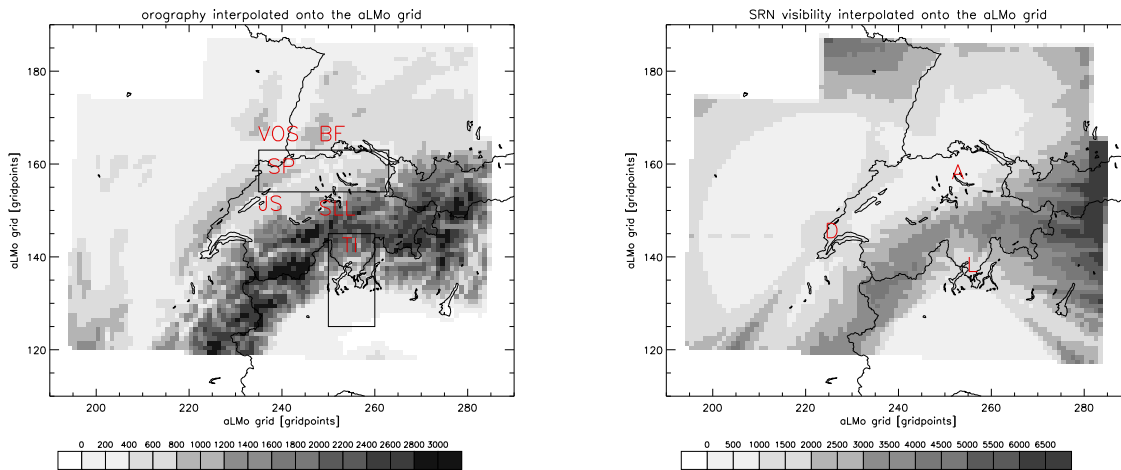 orography interpolated onto the aLMo grid
aLMo grid [gridpoints]
180
160
140
120
VOS BF
SP
JS SLL
T
200 220 240 260 280
aLMo grid [gridpoints]
0 200 400 600 800 1000 1200 1400 1600 1800 2000 2200 2400 2600 2800 3000
SRN visibility interpolated onto the aLMo grid
aLMo grid [gridpoints]
180
160
140
120
A
D
L
200 220 240 260 280
aLMo grid [gridpoints]
0 500 1000 1500 2000 2500 3000 3500 4000 4500 5000 5500 6000 6500